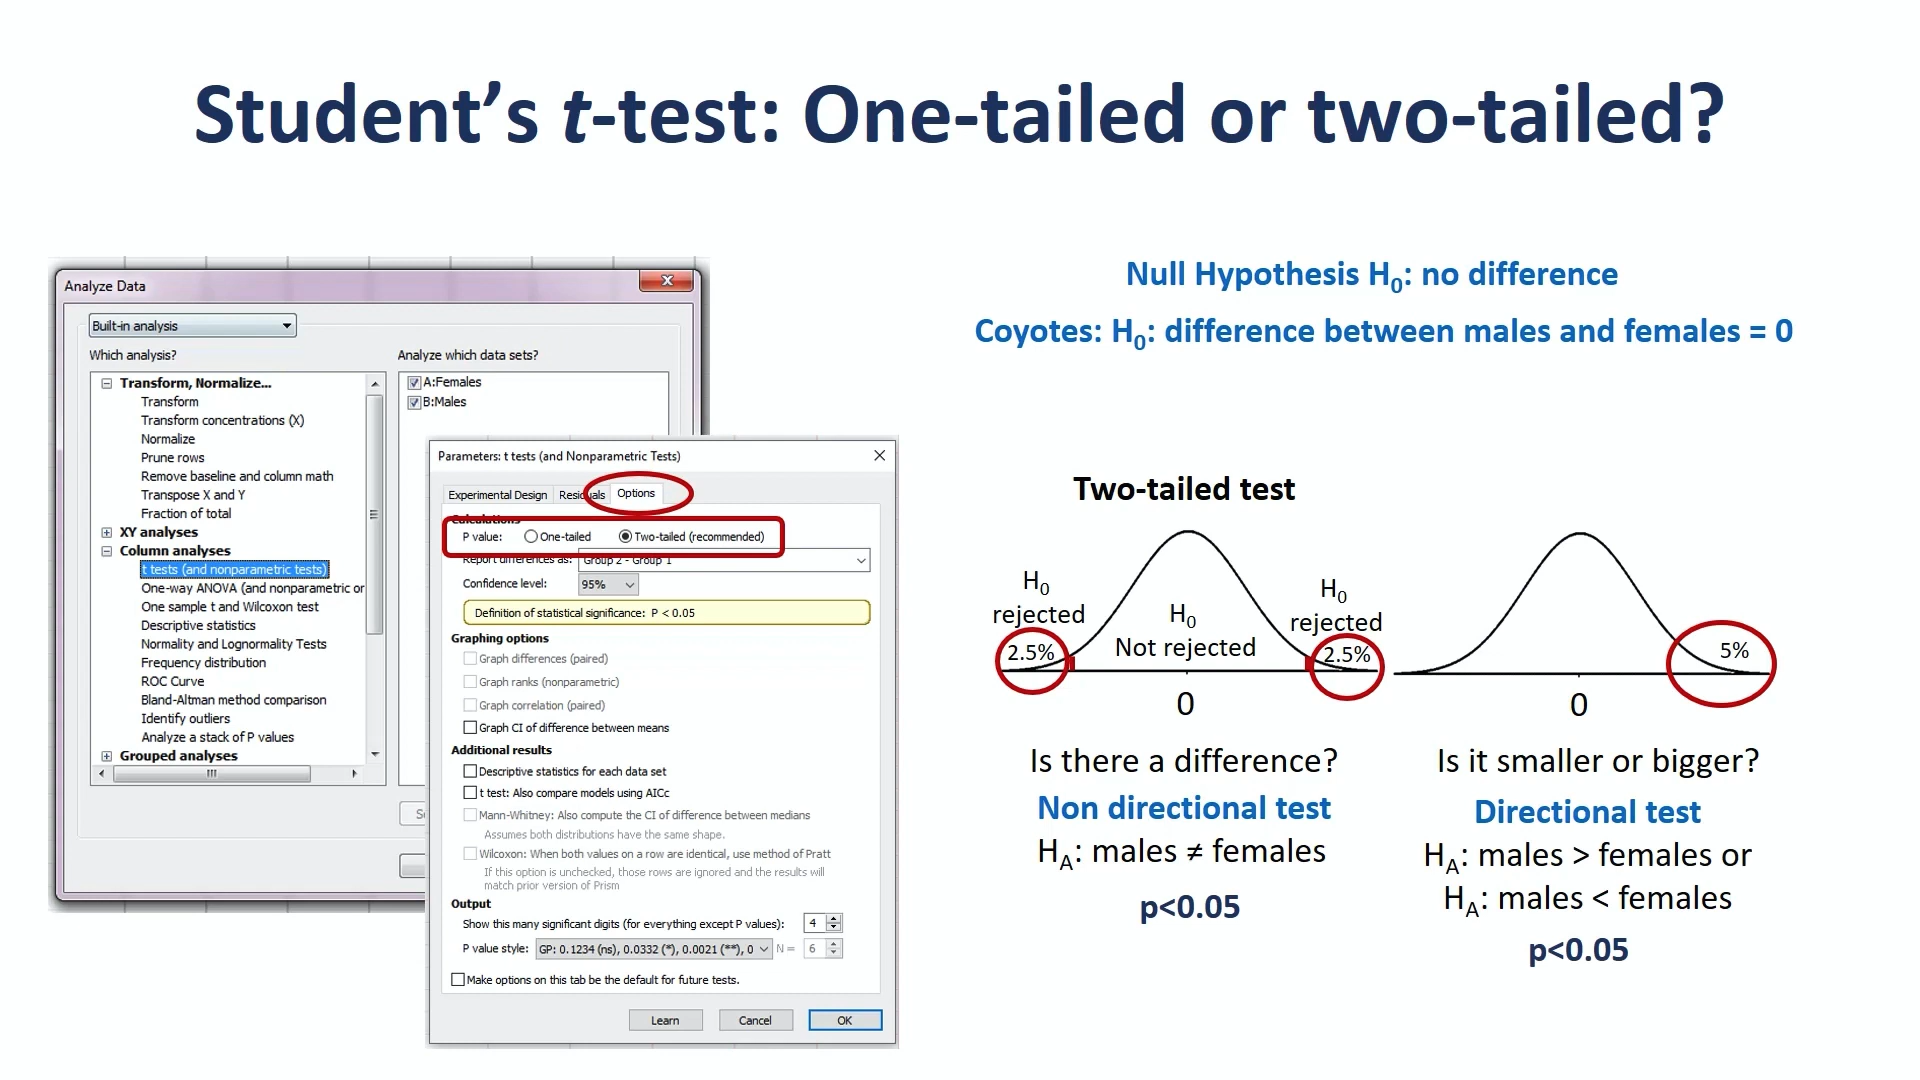 Student’s t-test: One-tailed or two-tailed?
Analyze Data
Built-in analysis
Which analysis?
Transform, Normalize...
Transform
Transform concentrations (X)
Normalize
Prune rows
Remove baseline and column math
Transpose X and Y
Fraction of total
XY analyses
Column analyses
t tests (and nonparametric tests)
One-way ANOVA (and nonparametric or
One sample t and Wilcoxon test
Descriptive statistics
Normality and Lognormality Tests
Frequency distribution
ROC Curve
Bland-Altman method comparison
Identify outliers
Analyze a stack of P values
Grouped analyses
Analyze which data sets?
A:Females
B:Males
Parameters: t tests (and Nonparametric Tests)
Experimental Design Residuals Options
Calculations
P value: One-tailed Two-tailed (recommended)
Report differences as: Group 2 - Group 1
Confidence level: 95%
Definition of statistical significance: P < 0.05
Graphing options
Graph differences (paired)
Graph ranks (nonparametric)
Graph correlation (paired)
Graph CI of difference between means
Additional results
Descriptive statistics for each data set
t test: Also compare models using AICc
Mann-Whitney: Also compute the CI of difference between medians
Assumes both distributions have the same shape.
Wilcoxon: When both values on a row are identical, use method of Pratt
If this option is unchecked, those rows are ignored and the results will
match prior version of Prism
Output
Show this many significant digits (for everything except P values): 4
P value style: GP: 0.1234 (ns), 0.0332 (*), 0.0021 (**), 0 N = 6
Make options on this tab be the default for future tests.
Learn Cancel OK
Null Hypothesis H0: no difference
Coyotes: H0: difference between males and females = 0
Two-tailed test
H0
rejected
2.5%
H0
Not rejected
H0
rejected
2.5%
0
Is there a difference?
Non directional test
HA: males ≠ females
p<0.05
5%
0
Is it smaller or bigger?
Directional test
HA: males > females or
HA: males < females
p<0.05